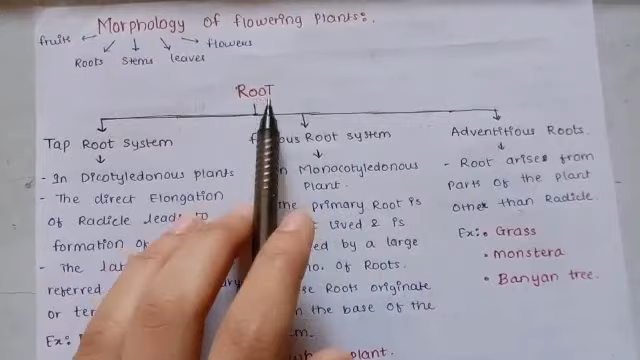 Morphology of flowering plants:.
fruits
flowers
Roots Stems leaves
Root
Tap Root system
- In Dicotyledonous plants
- The direct Elongation
Of Radicle
formation
- The
referred
or
Ex:
Root system
Monocotyledonous
Plant.
the primary Root is
lived & is
by a large
no. of Roots.
Roots originate
the base of the
plant.
Adventitious Roots.
- Root arises from
parts of the plant
other than Radicle.
Ex:. Grass
• monstera
• Banyan tree.